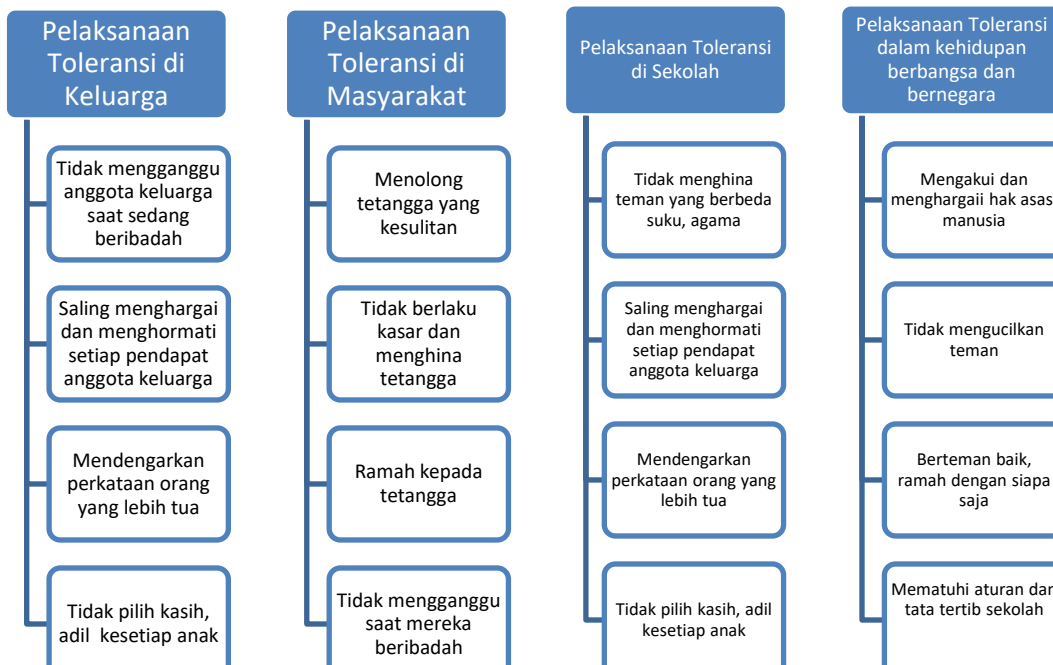 Pelaksanaan
Toleransi di
Keluarga
Tidak mengganggu
anggota keluarga
saat sedang
beribadah
Saling menghargai
dan menghormati
setiap pendapat
anggota keluarga
Mendengarkan
perkataan orang
yang lebih tua
Tidak pilih kasih,
adil kesetiap anak
Pelaksanaan
Toleransi di
Masyarakat
Menolong
tetangga yang
kesulitan
Tidak berlaku
kasar dan
menghina
tetangga
Ramah kepada
tetangga
Tidak mengganggu
saat mereka
beribadah
Pelaksanaan Toleransi
di Sekolah
Tidak menghina
teman yang berbeda
suku, agama
Saling menghargai
dan menghormati
setiap pendapat
anggota keluarga
Mendengarkan
perkataan orang yang
lebih tua
Tidak pilih kasih, adil
kesetiap anak
Pelaksanaan Toleransi
dalam kehidupan
berbangsa dan
bernegara
Mengakui dan
menghargaii hak asasi
manusia
Tidak mengucilkan
teman
Berteman baik,
ramah dengan siapa
saja
Mematuhi aturan dan
tata tertib sekolah